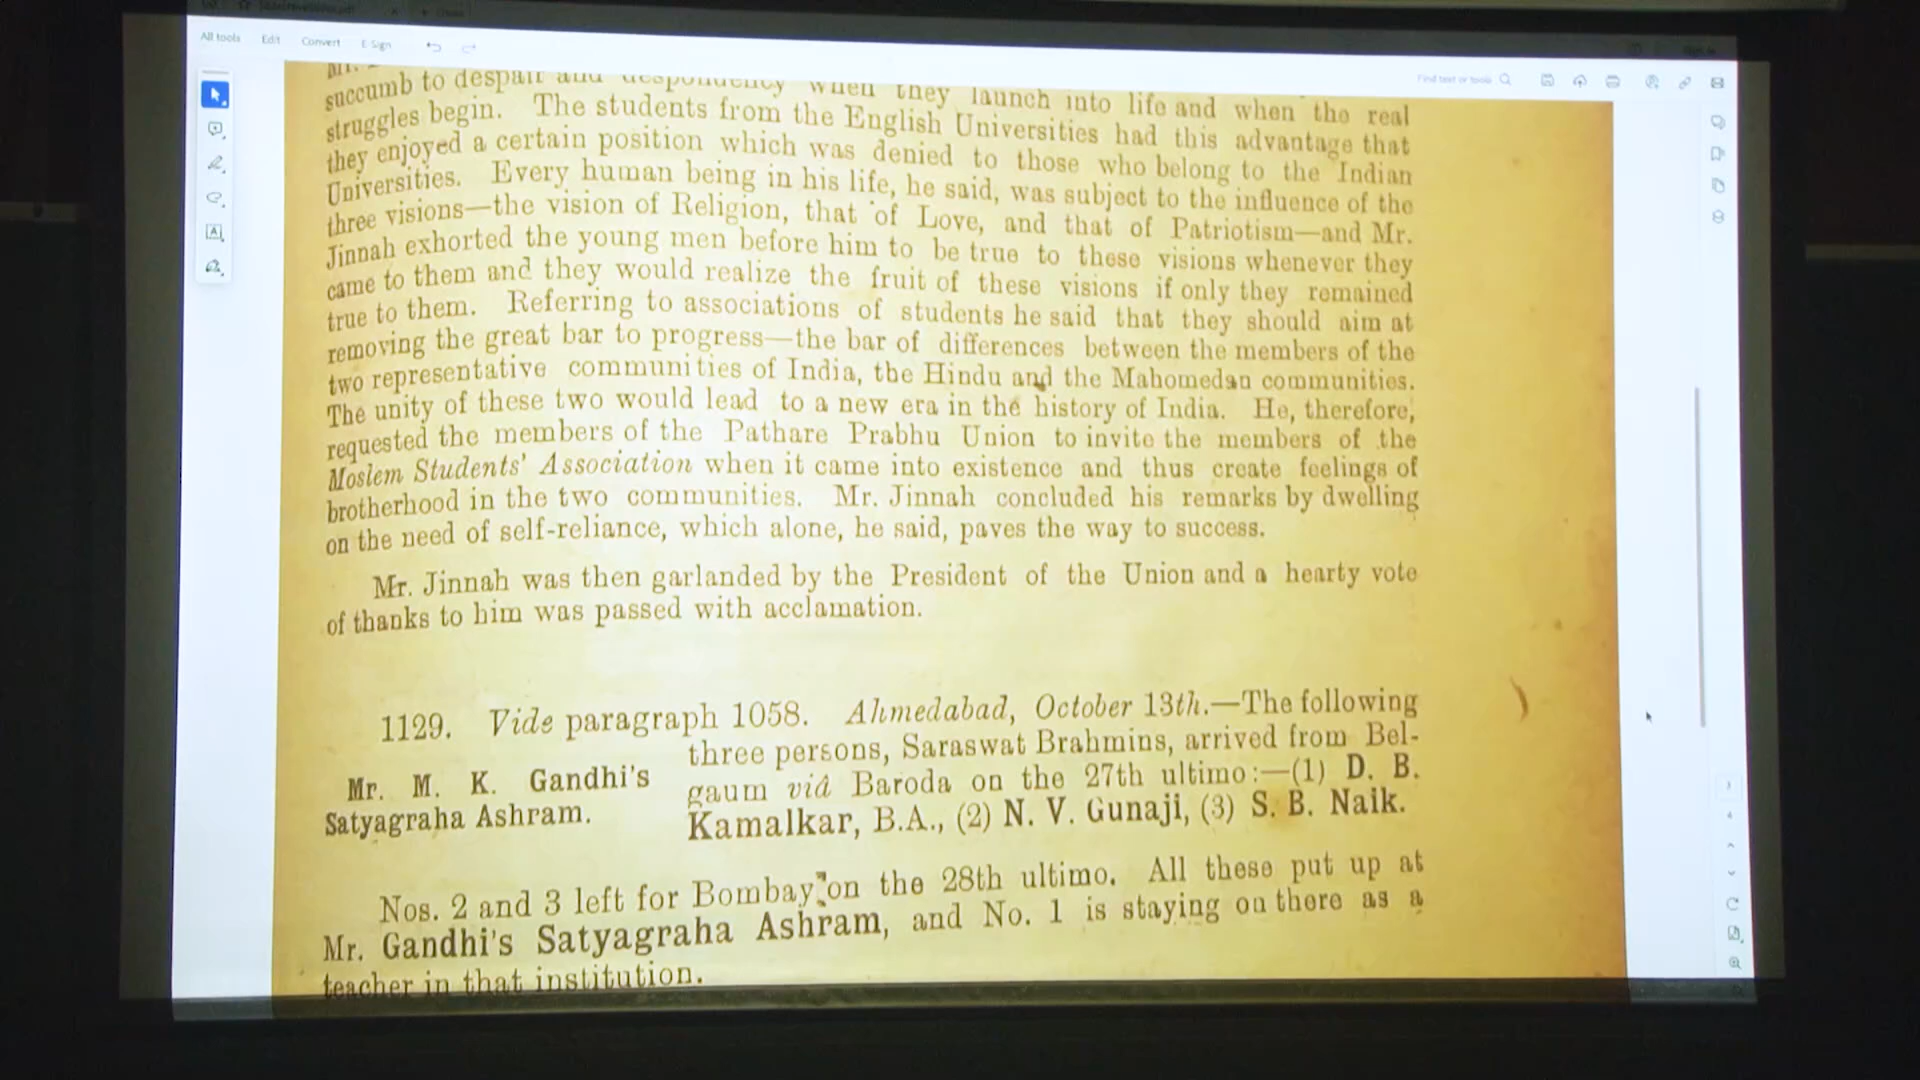 All tools Edit Convert E Sign
Find text or tools
succumb to despair and despondency when they launch into life and when the real
struggles begin. The students from the English Universities had this advantage that
they enjoyed a certain position which was denied to those who belong to the Indian
Universities. Every human being in his life, he said, was subject to the influence of the
three visions—the vision of Religion, that of Love, and that of Patriotism—and Mr.
Jinnah exhorted the young men before him to be true to these visions whenever they
came to them and they would realize the fruit of these visions if only they remained
true to them. Referring to associations of students he said that they should aim at
removing the great bar to progress—the bar of differences between the members of the
two representative communities of India, the Hindu and the Mahomedan communities.
The unity of these two would lead to a new era in the history of India. He, therefore,
requested the members of the Pathare Prabhu Union to invite the members of the
Moslem Students' Association when it came into existence and thus create feelings of
brotherhood in the two communities. Mr. Jinnah concluded his remarks by dwelling
on the need of self-reliance, which alone, he said, paves the way to success.
Mr. Jinnah was then garlanded by the President of the Union and a hearty vote
of thanks to him was passed with acclamation.
1129. Vide paragraph 1058. Ahmedabad, October 13th.—The following
three persons, Saraswat Brahmins, arrived from Bel-
gaum viâ Baroda on the 27th ultimo:—(1) D. B.
Kamalkar, B.A., (2) N. V. Gunaji, (3) S. B. Naik.
Mr. M. K. Gandhi's
Satyagraha Ashram.
Nos. 2 and 3 left for Bombay on the 28th ultimo. All these put up at
Mr. Gandhi's Satyagraha Ashram, and No. 1 is staying on there as a
teacher in that institution.